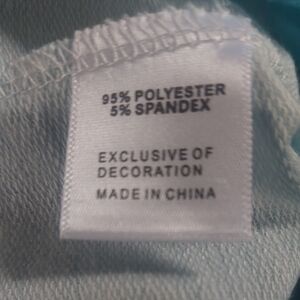 95% POLYESTER
5% SPANDEX
EXCLUSIVE OF
DECORATION
MADE IN CHINA